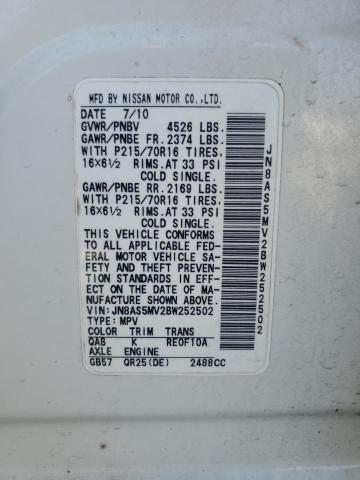 MFD BY NISSAN MOTOR CO.,LTD.
DATE 7/10
GVWR/PNBV 4526 LBS.
GAWR/PNBE FR. 2374 LBS.
WITH P215/70R16 TIRES,
16X6½ RIMS.AT 33 PSI
COLD SINGLE.
GAWR/PNBE RR. 2169 LBS.
WITH P215/70R16 TIRES,
16X6½ RIMS.AT 33 PSI
COLD SINGLE.
THIS VEHICLE CONFORMS
TO ALL APPLICABLE FED-
ERAL MOTOR VEHICLE SA-
FETY AND THEFT PREVENTION
STANDARDS IN EFF-
ECT ON THE DATE OF MAN-
UFACTURE SHOWN ABOVE.
VIN: JN8AS5MV2BW252502
TYPE: MPV
COLOR TRIM TRANS
QAB K RE0F10A
AXLE ENGINE
GB57 QR25(DE) 2488CC
JN8AS5MV2BW252502